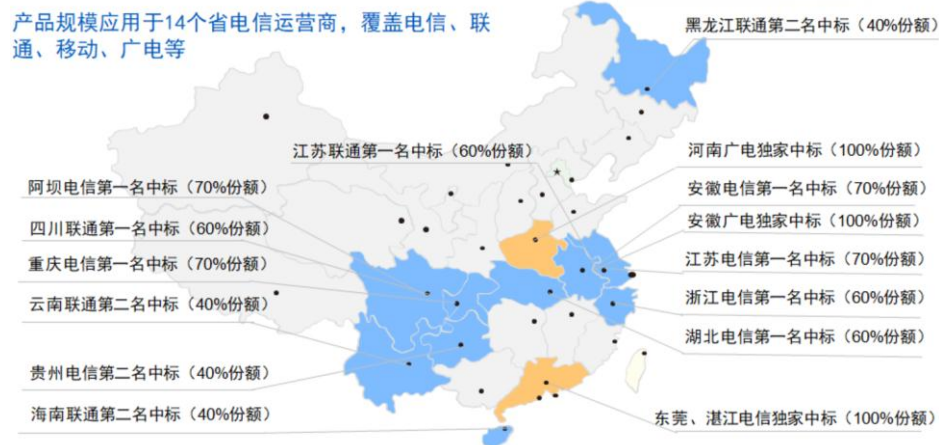 产品规模应用于14个省电信运营商，覆盖电信、联
通、移动、广电等
黑龙江联通第二名中标（40%份额）
江苏联通第一名中标（60%份额）
河南广电独家中标（100%份额）
阿坝电信第一名中标（70%份额）
安徽电信第一名中标（70%份额）
四川联通第一名中标（60%份额）
安徽广电独家中标（100%份额）
重庆电信第一名中标（70%份额）
江苏电信第一名中标（70%份额）
云南联通第二名中标（40%份额）
浙江电信第一名中标（60%份额）
湖北电信第一名中标（60%份额）
贵州电信第二名中标（40%份额）
海南联通第二名中标（40%份额）
东莞、湛江电信独家中标（100%份额）